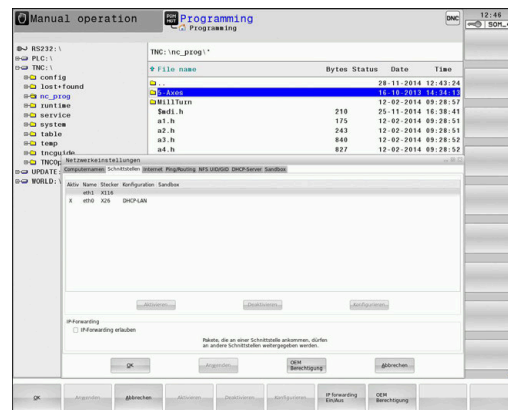 Manual operation
PGM MGT
Programming
Programming
DNC
12:46
RS232:\
PLC:\
TNC:\
config
lost+found
nc_prog
runtime
service
system
table
temp
tncguide
UPDATE:
WORLD:\
TNC:\nc_prog\*
File name Bytes Status Date Time
.. 28-11-2014 12:43:24
5-Axes 16-10-2013 14:34:13
MillTurn 12-02-2014 09:28:57
$mdi.h 210 25-11-2014 16:38:41
a1.h 175 12-02-2014 09:28:51
a2.h 243 12-02-2014 09:28:51
a3.h 840 12-02-2014 09:28:52
a4.h 827 12-02-2014 09:28:52
Netzwerkeinstellungen
Computernamen Schnittstellen Internet Ping/Routing NFS UID/GID DHCP-Server Sandbox
Aktiv Name Stecker Konfiguration Sandbox
eth1 X116
X eth0 X26 DHCP-LAN
Aktivieren Deaktivieren Konfigurieren
IP-Forwarding
IP-Forwarding erlauben
Pakete, die an einer Schnittstelle ankommen, dürfen
an andere Schnittstellen weitergegeben werden.
OK Anwenden OEM Berechtigung Abbrechen
OK Anwenden Abbrechen Aktivieren Deaktivieren Konfigurieren IP forwarding Ein/Aus OEM Berechtigung